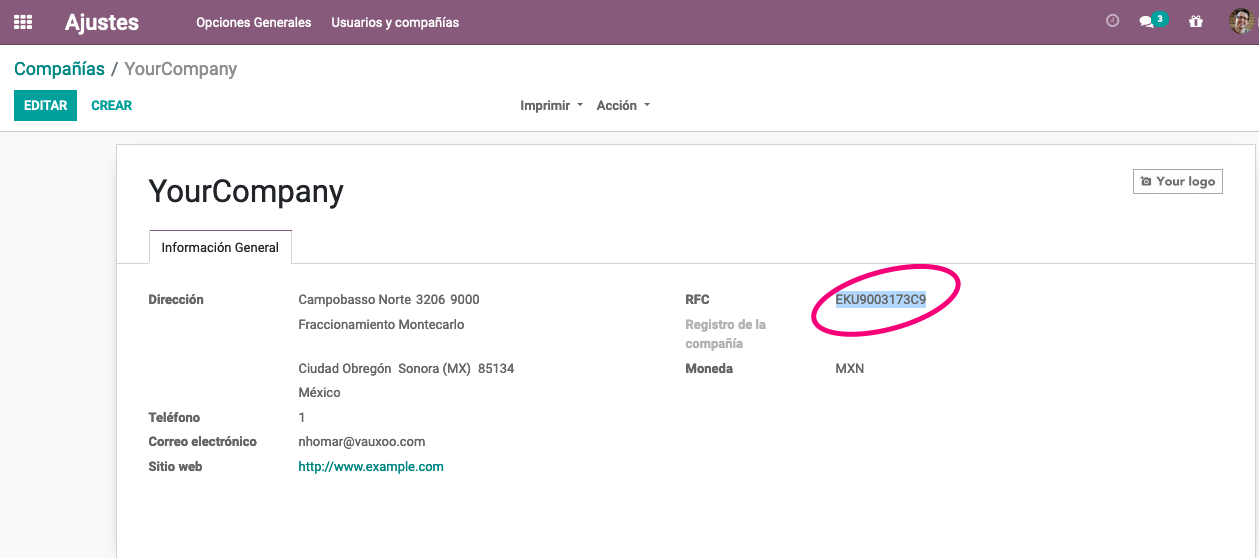 Ajustes Opciones Generales Usuarios y compañías 3
Compañías / YourCompany
EDITAR CREAR Imprimir Acción
YourCompany
Your logo
Información General
Dirección Campobasso Norte 3206 9000 RFC EKU9003173C9
Fraccionamiento Montecarlo Registro de la
compañía
Ciudad Obregón Sonora (MX) 85134 Moneda MXN
México
Teléfono 1
Correo electrónico nhomar@vauxoo.com
Sitio web http://www.example.com